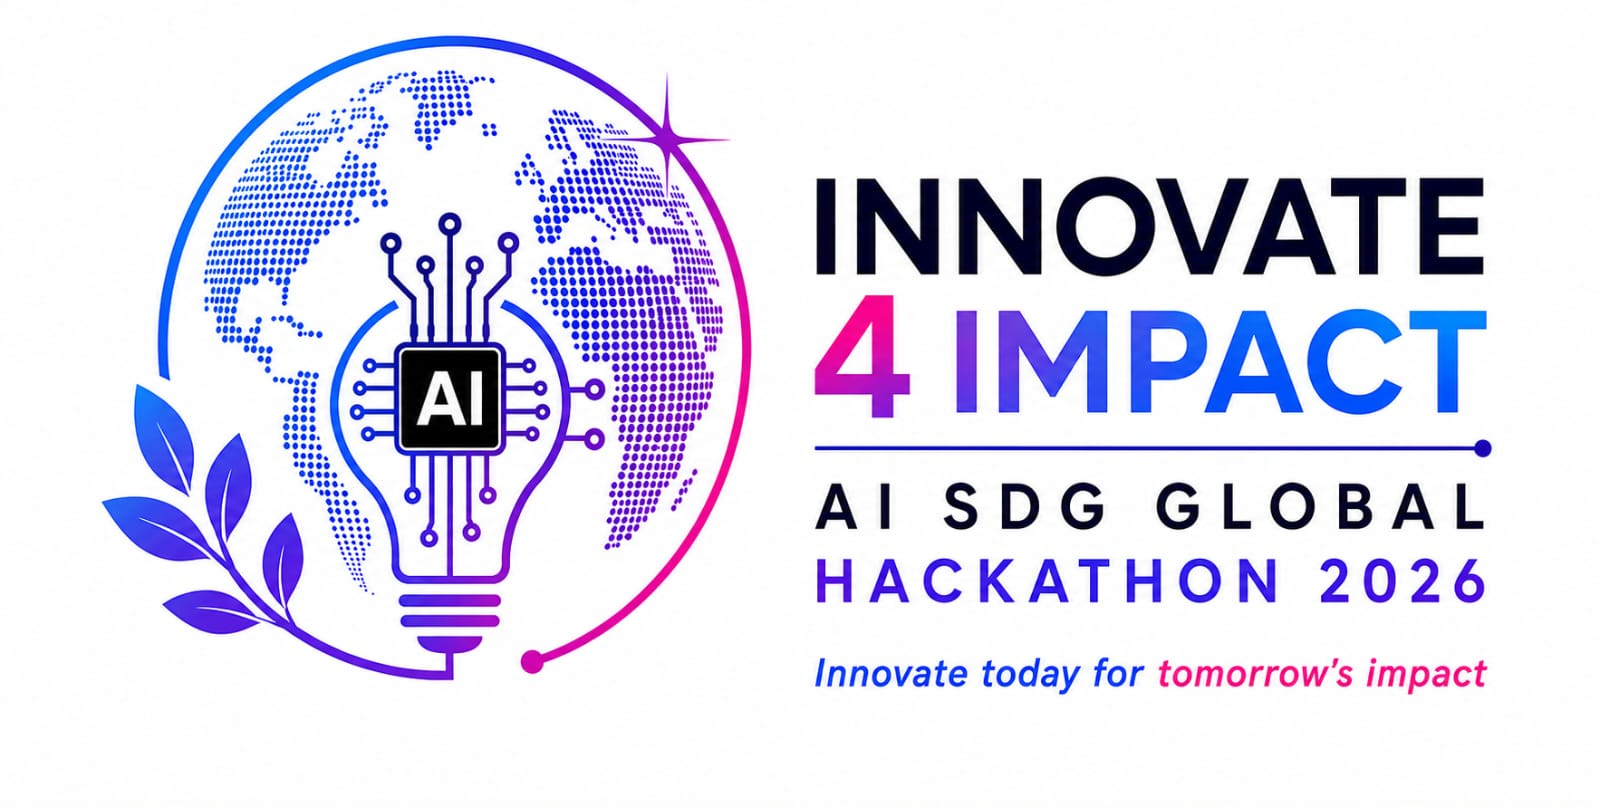 AI
INNOVATE
4 IMPACT
AI SDG GLOBAL
HACKATHON 2026
Innovate today for tomorrow's impact